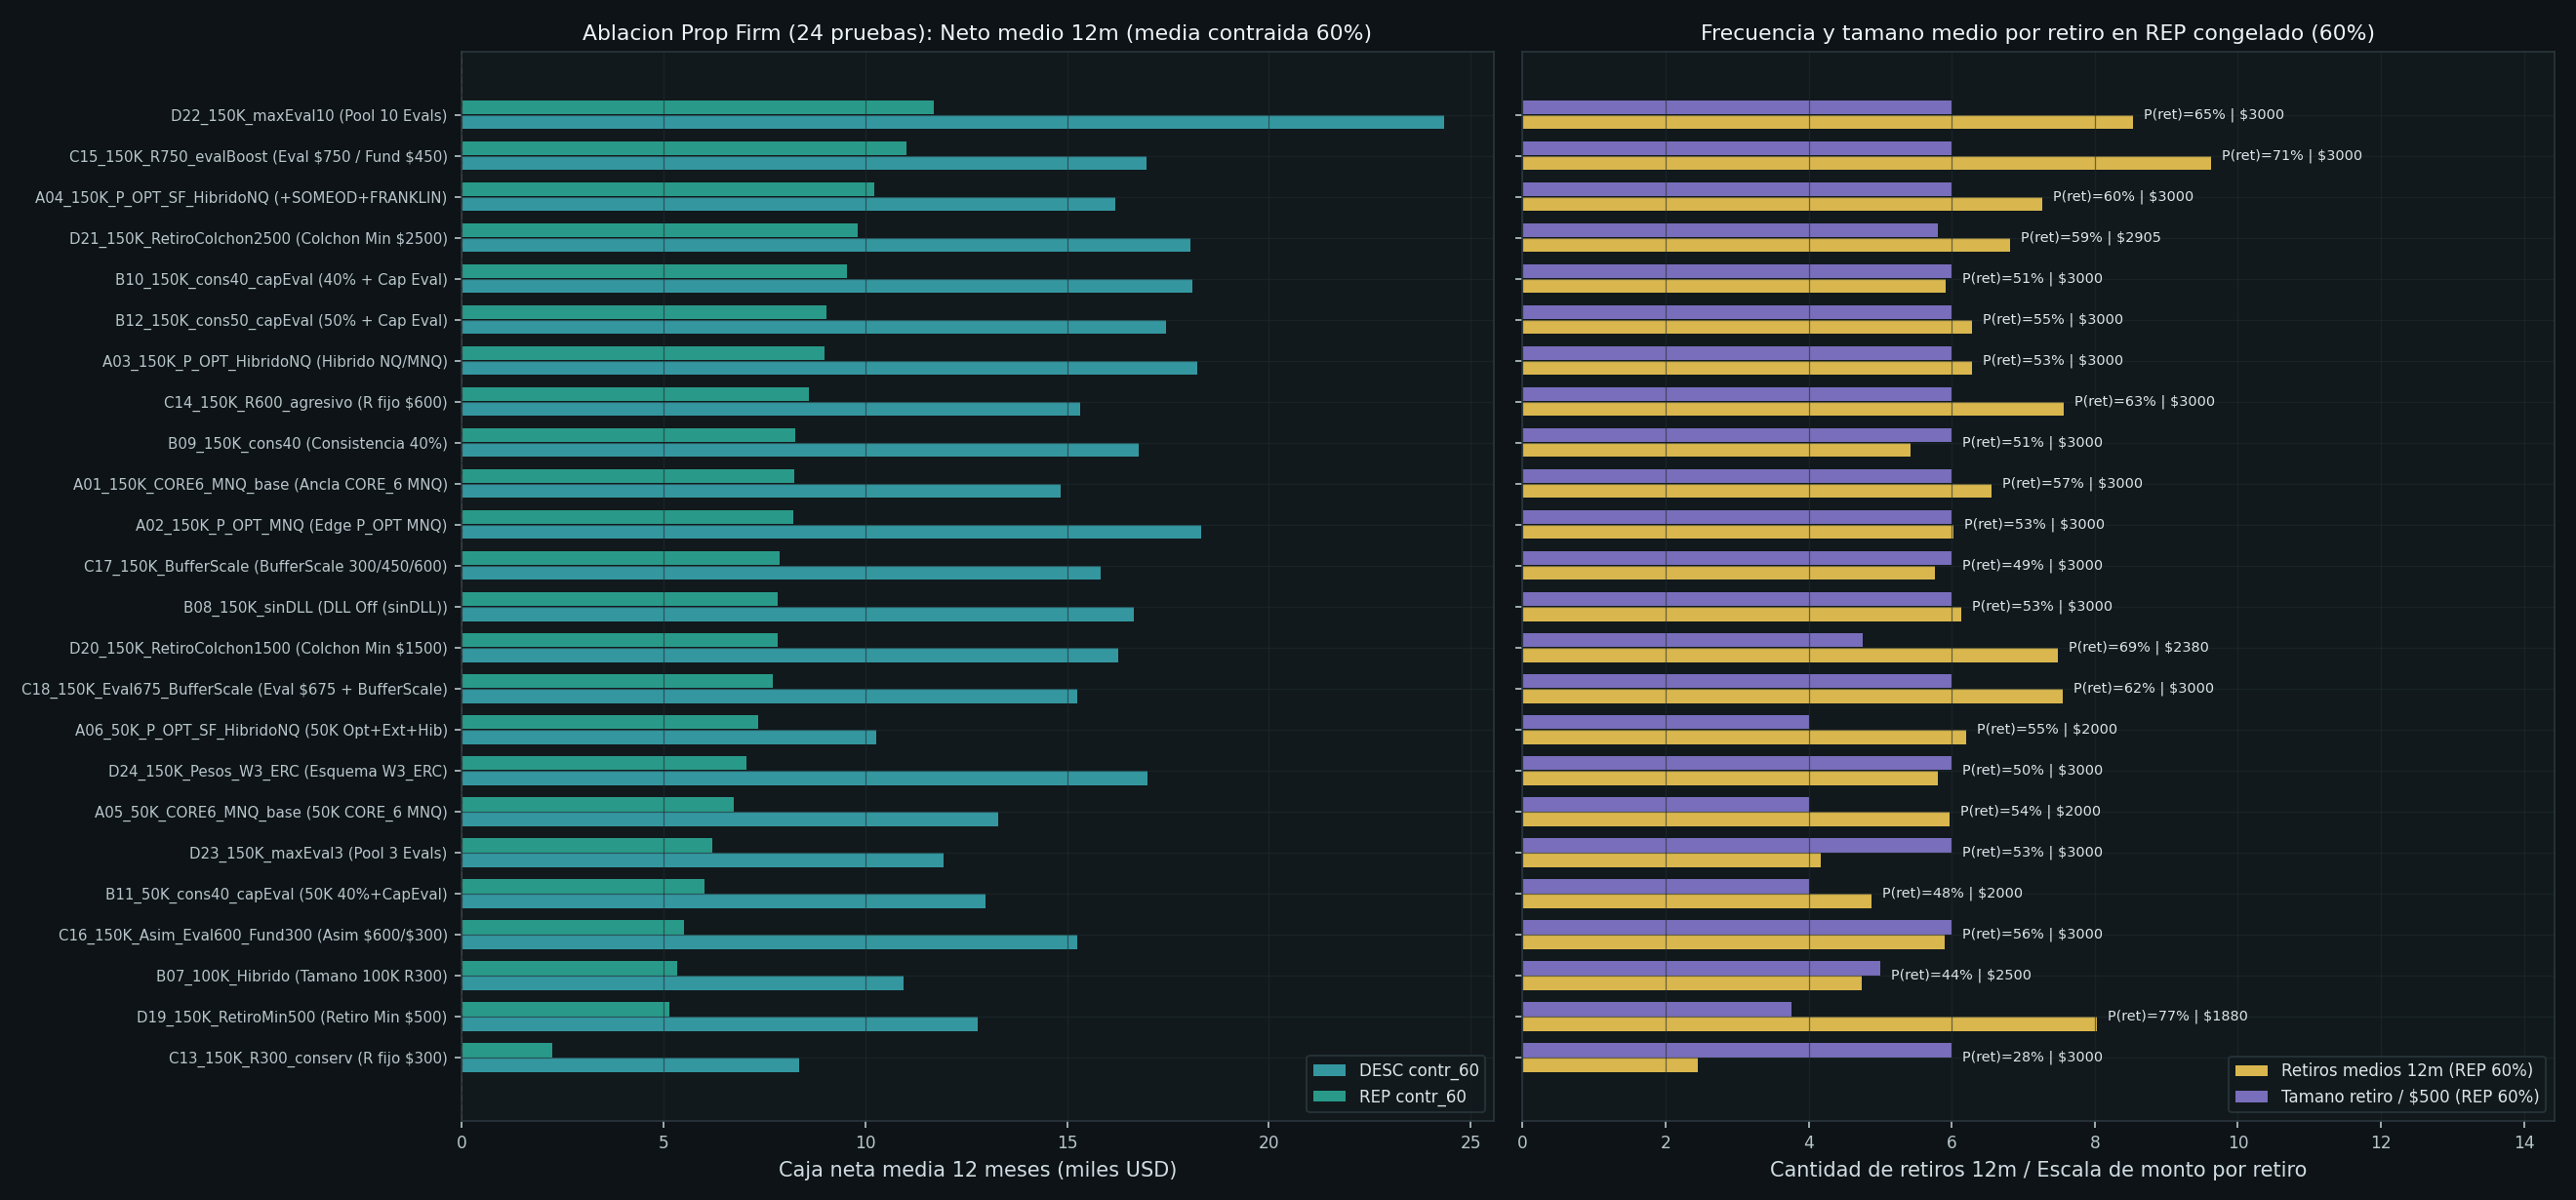 Ablacion Prop Firm (24 pruebas): Neto medio 12m (media contraida 60%)
D22_150K_maxEval10 (Pool 10 Evals)
C15_150K_R750_evalBoost (Eval $750 / Fund $450)
A04_150K_P_OPT_SF_HibridoNQ (+SOMEOD+FRANKLIN)
D21_150K_RetiroColchon2500 (Colchon Min $2500)
B10_150K_cons40_capEval (40% + Cap Eval)
B12_150K_cons50_capEval (50% + Cap Eval)
A03_150K_P_OPT_HibridoNQ (Hibrido NQ/MNQ)
C14_150K_R600_agresivo (R fijo $600)
B09_150K_cons40 (Consistencia 40%)
A01_150K_CORE6_MNQ_base (Ancla CORE_6 MNQ)
A02_150K_P_OPT_MNQ (Edge P_OPT MNQ)
C17_150K_BufferScale (BufferScale 300/450/600)
B08_150K_sinDLL (DLL Off (sinDLL))
D20_150K_RetiroColchon1500 (Colchon Min $1500)
C18_150K_Eval675_BufferScale (Eval $675 + BufferScale)
A06_50K_P_OPT_SF_HibridoNQ (50K Opt+Ext+Hib)
D24_150K_Pesos_W3_ERC (Esquema W3_ERC)
A05_50K_CORE6_MNQ_base (50K CORE_6 MNQ)
D23_150K_maxEval3 (Pool 3 Evals)
B11_50K_cons40_capEval (50K 40%+CapEval)
C16_150K_Asim_Eval600_Fund300 (Asim $600/$300)
B07_100K_Hibrido (Tamano 100K R300)
D19_150K_RetiroMin500 (Retiro Min $500)
C13_150K_R300_conserv (R fijo $300)
DESC contr_60
REP contr_60
0 5 10 15 20 25
Caja neta media 12 meses (miles USD)
Frecuencia y tamano medio por retiro en REP congelado (60%)
P(ret)=65% | $3000
P(ret)=71% | $3000
P(ret)=60% | $3000
P(ret)=59% | $2905
P(ret)=51% | $3000
P(ret)=55% | $3000
P(ret)=53% | $3000
P(ret)=63% | $3000
P(ret)=51% | $3000
P(ret)=57% | $3000
P(ret)=53% | $3000
P(ret)=49% | $3000
P(ret)=53% | $3000
P(ret)=69% | $2380
P(ret)=62% | $3000
P(ret)=55% | $2000
P(ret)=50% | $3000
P(ret)=54% | $2000
P(ret)=53% | $3000
P(ret)=48% | $2000
P(ret)=56% | $3000
P(ret)=44% | $2500
P(ret)=77% | $1880
P(ret)=28% | $3000
Retiros medios 12m (REP 60%)
Tamano retiro / $500 (REP 60%)
0 2 4 6 8 10 12 14
Cantidad de retiros 12m / Escala de monto por retiro